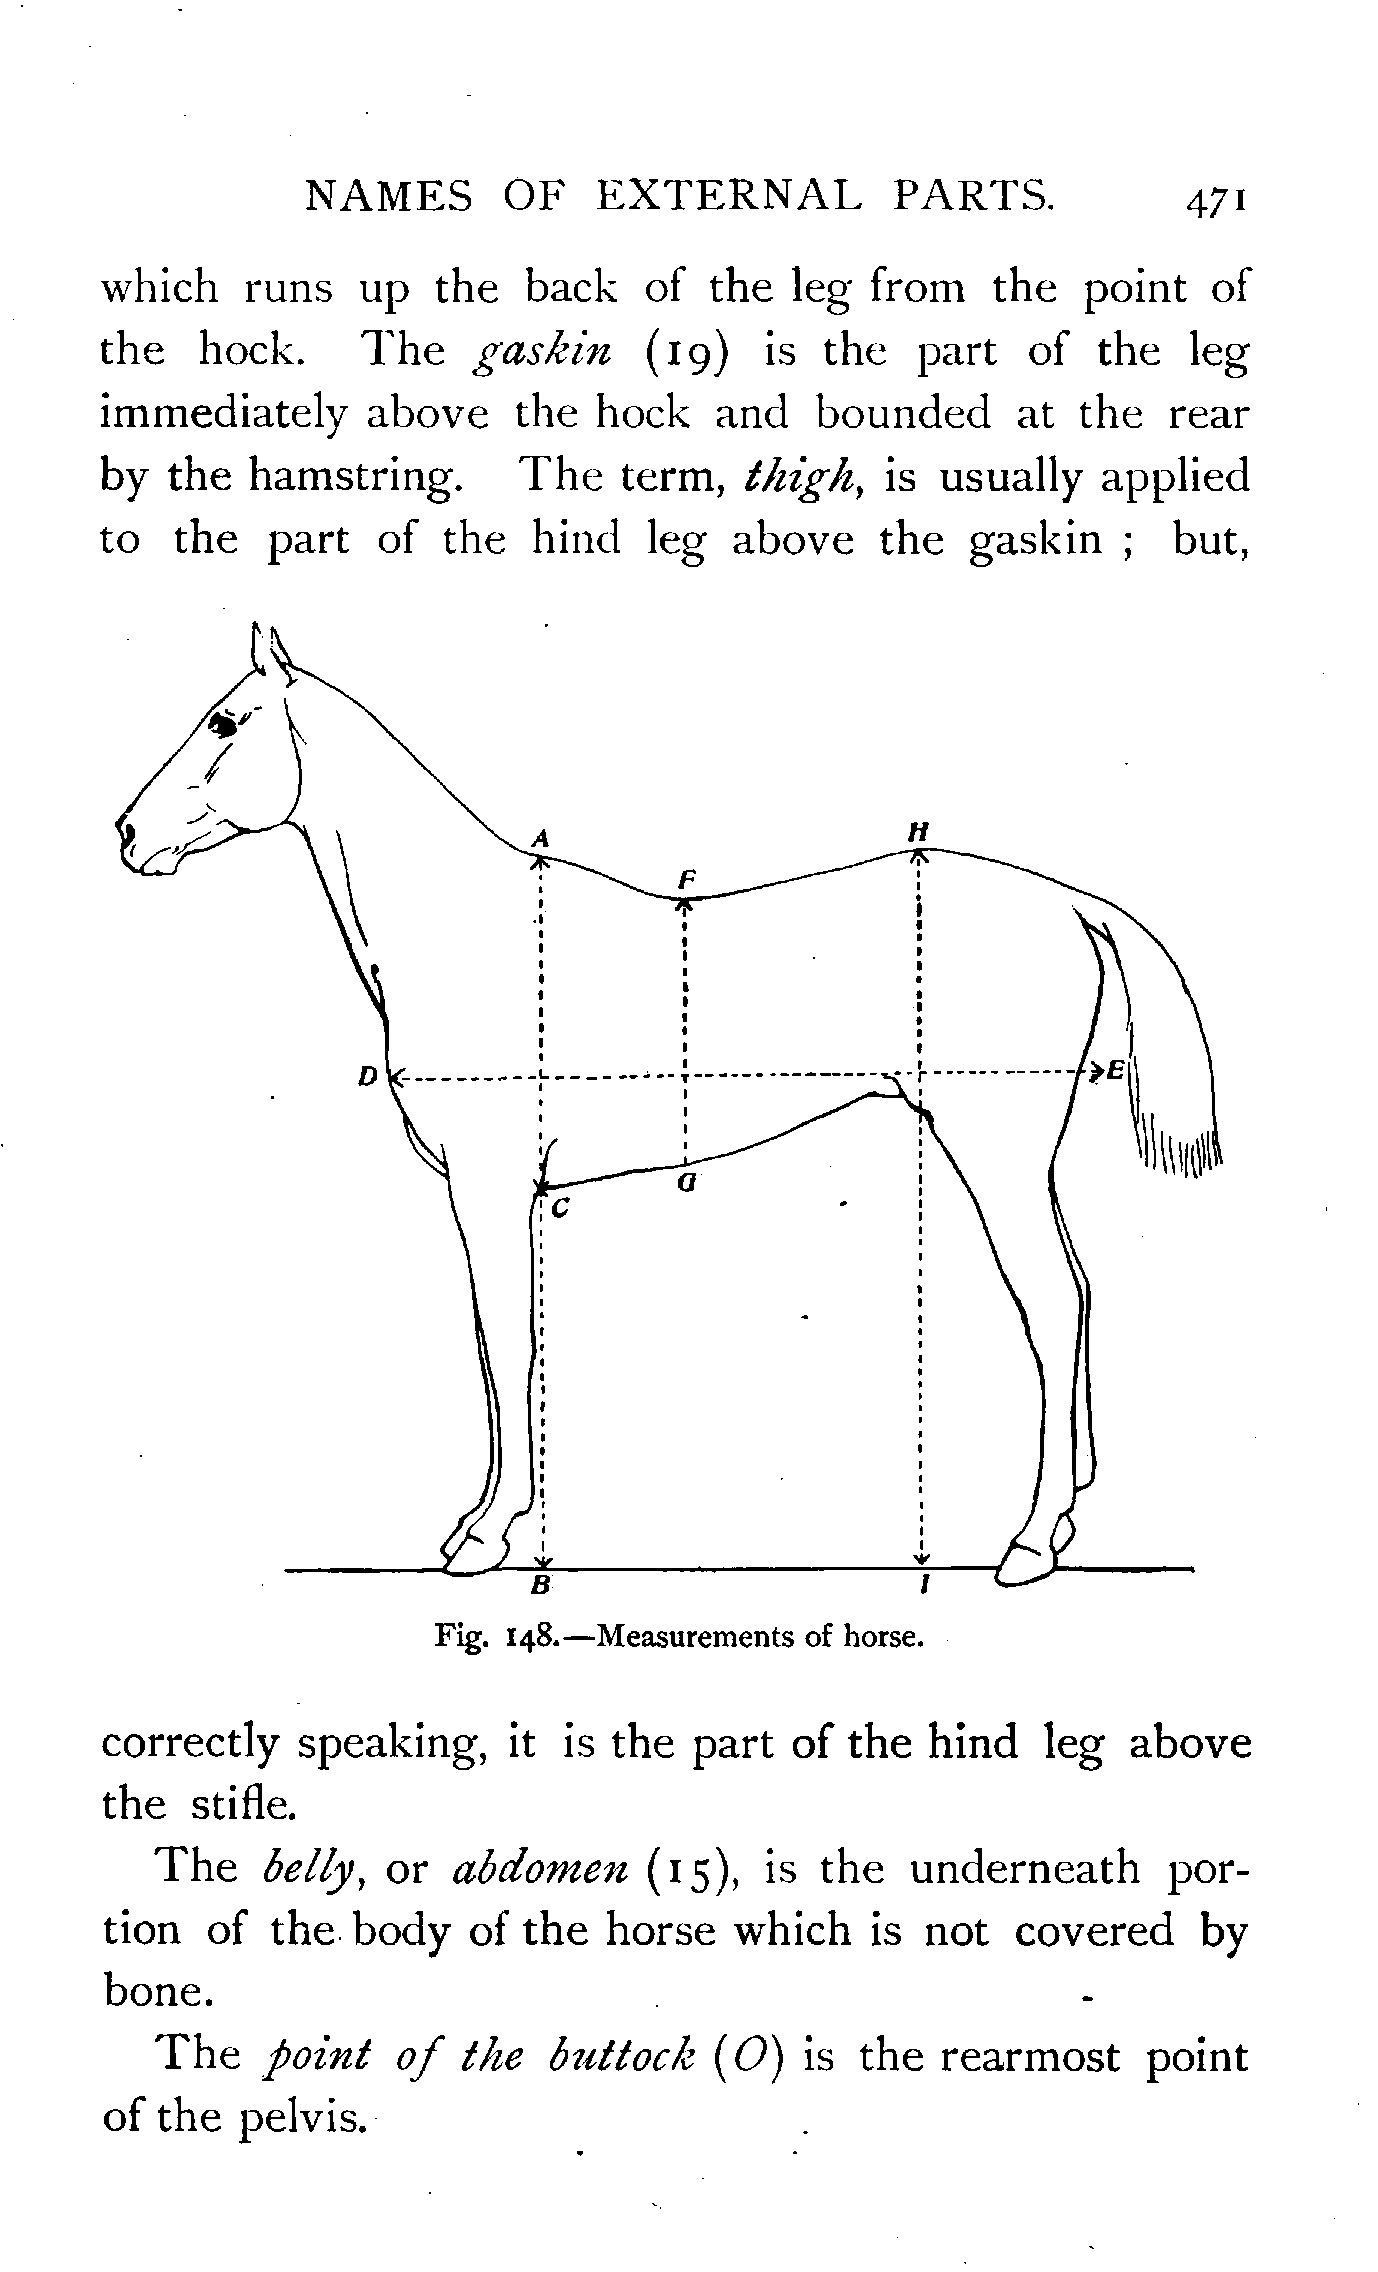 NAMES OF EXTERNAL PARTS. 471
which runs up the back of the leg from the point of
the hock. The gaskin (19) is the part of the leg
immediately above the hock and bounded at the rear
by the hamstring. The term, thigh, is usually applied
to the part of the hind leg above the gaskin ; but,
A
H
F
D
E
G
C
B
I
Fig. 148.—Measurements of horse.
correctly speaking, it is the part of the hind leg above
the stifle.
The belly, or abdomen (15), is the underneath por-
tion of the body of the horse which is not covered by
bone.
The point of the buttock (O) is the rearmost point
of the pelvis.